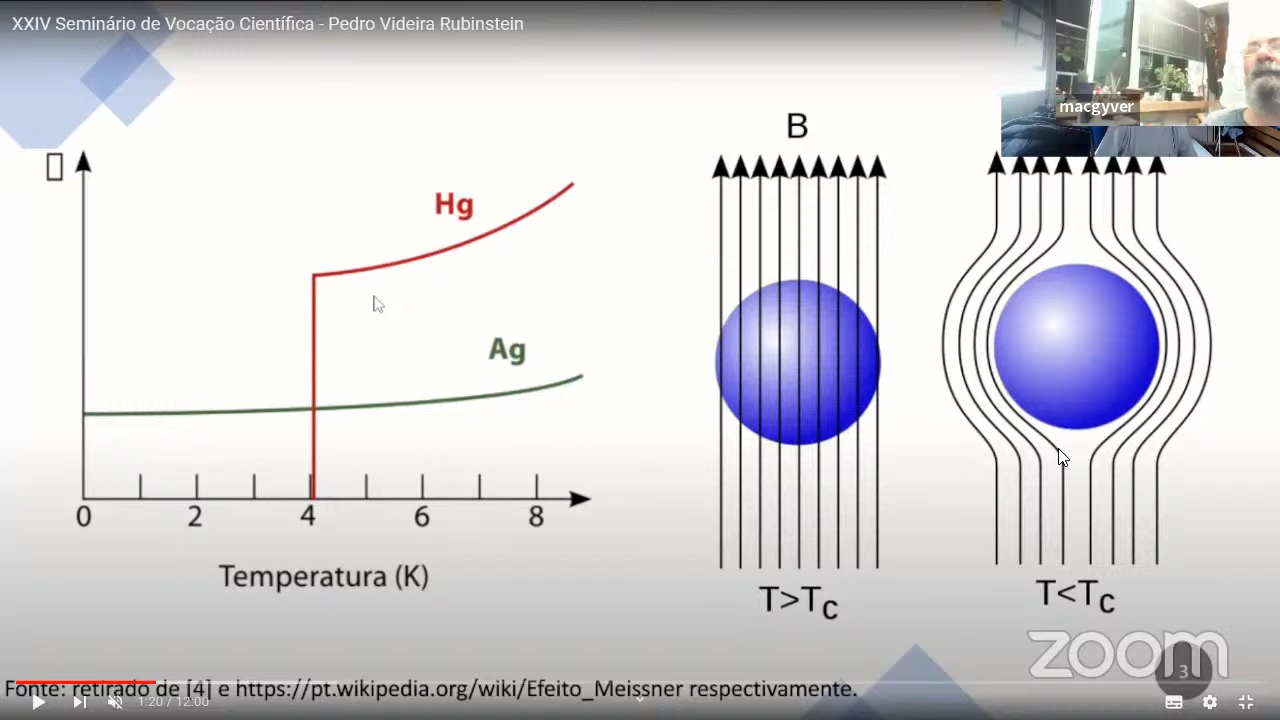 XXIV Seminário de Vocação Científica - Pedro Videira Rubinstein
macgyver
B
Hg
Ag
0 2 4 6 8
Temperatura (K)
T>Tc
T<Tc
zoom
3
Fonte: retirado de [4] e https://pt.wikipedia.org/wiki/Efeito_Meissner respectivamente.
1:20 / 12:00